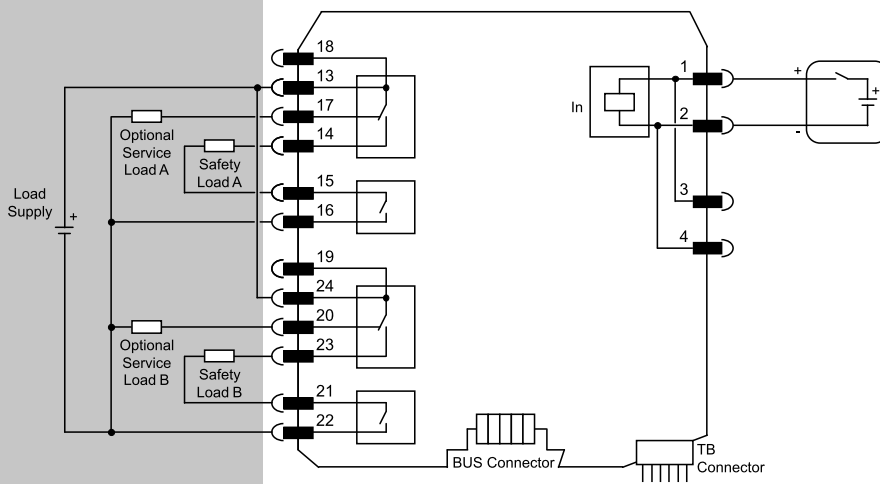 18
13
17
14
Optional
Service
Load A
Safety
Load A
15
16
Load
Supply
+
19
24
20
23
Optional
Service
Load B
Safety
Load B
21
22
In
1
2
3
4
+
-
+
BUS Connector
TB
Connector